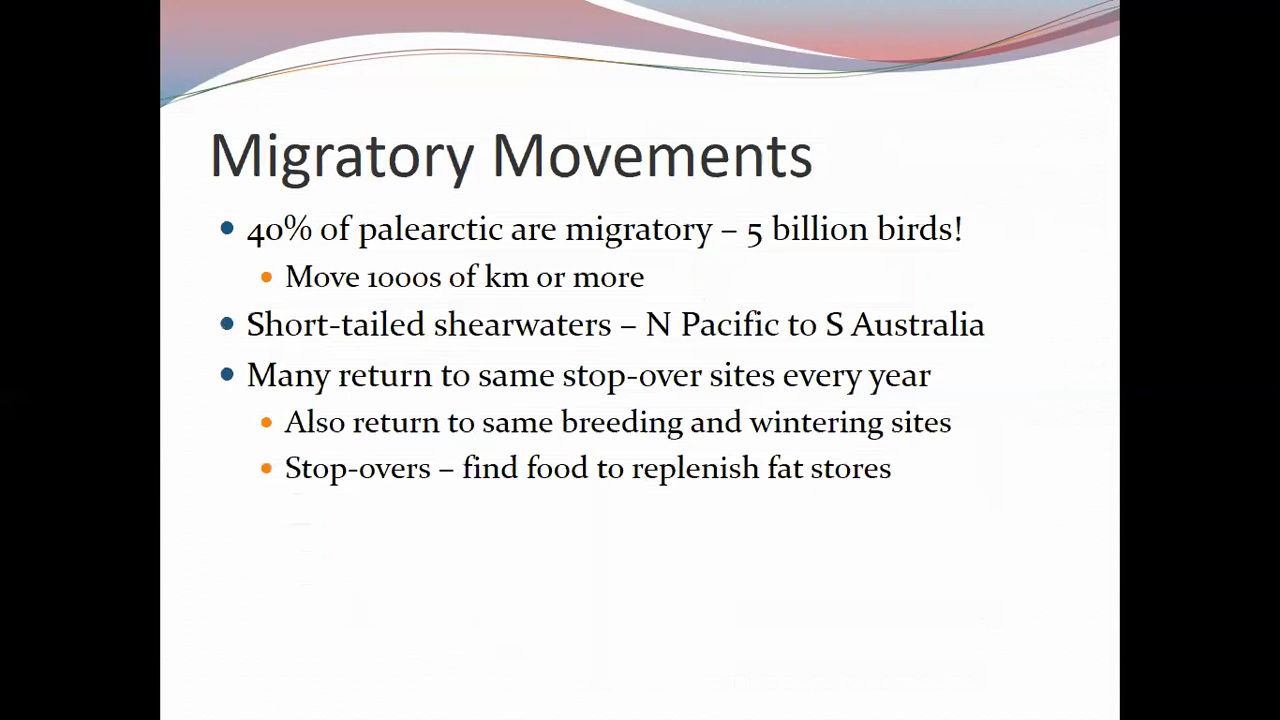 Migratory Movements
• 40% of palearctic are migratory – 5 billion birds!
• Move 1000s of km or more
• Short-tailed shearwaters – N Pacific to S Australia
• Many return to same stop-over sites every year
• Also return to same breeding and wintering sites
• Stop-overs – find food to replenish fat stores